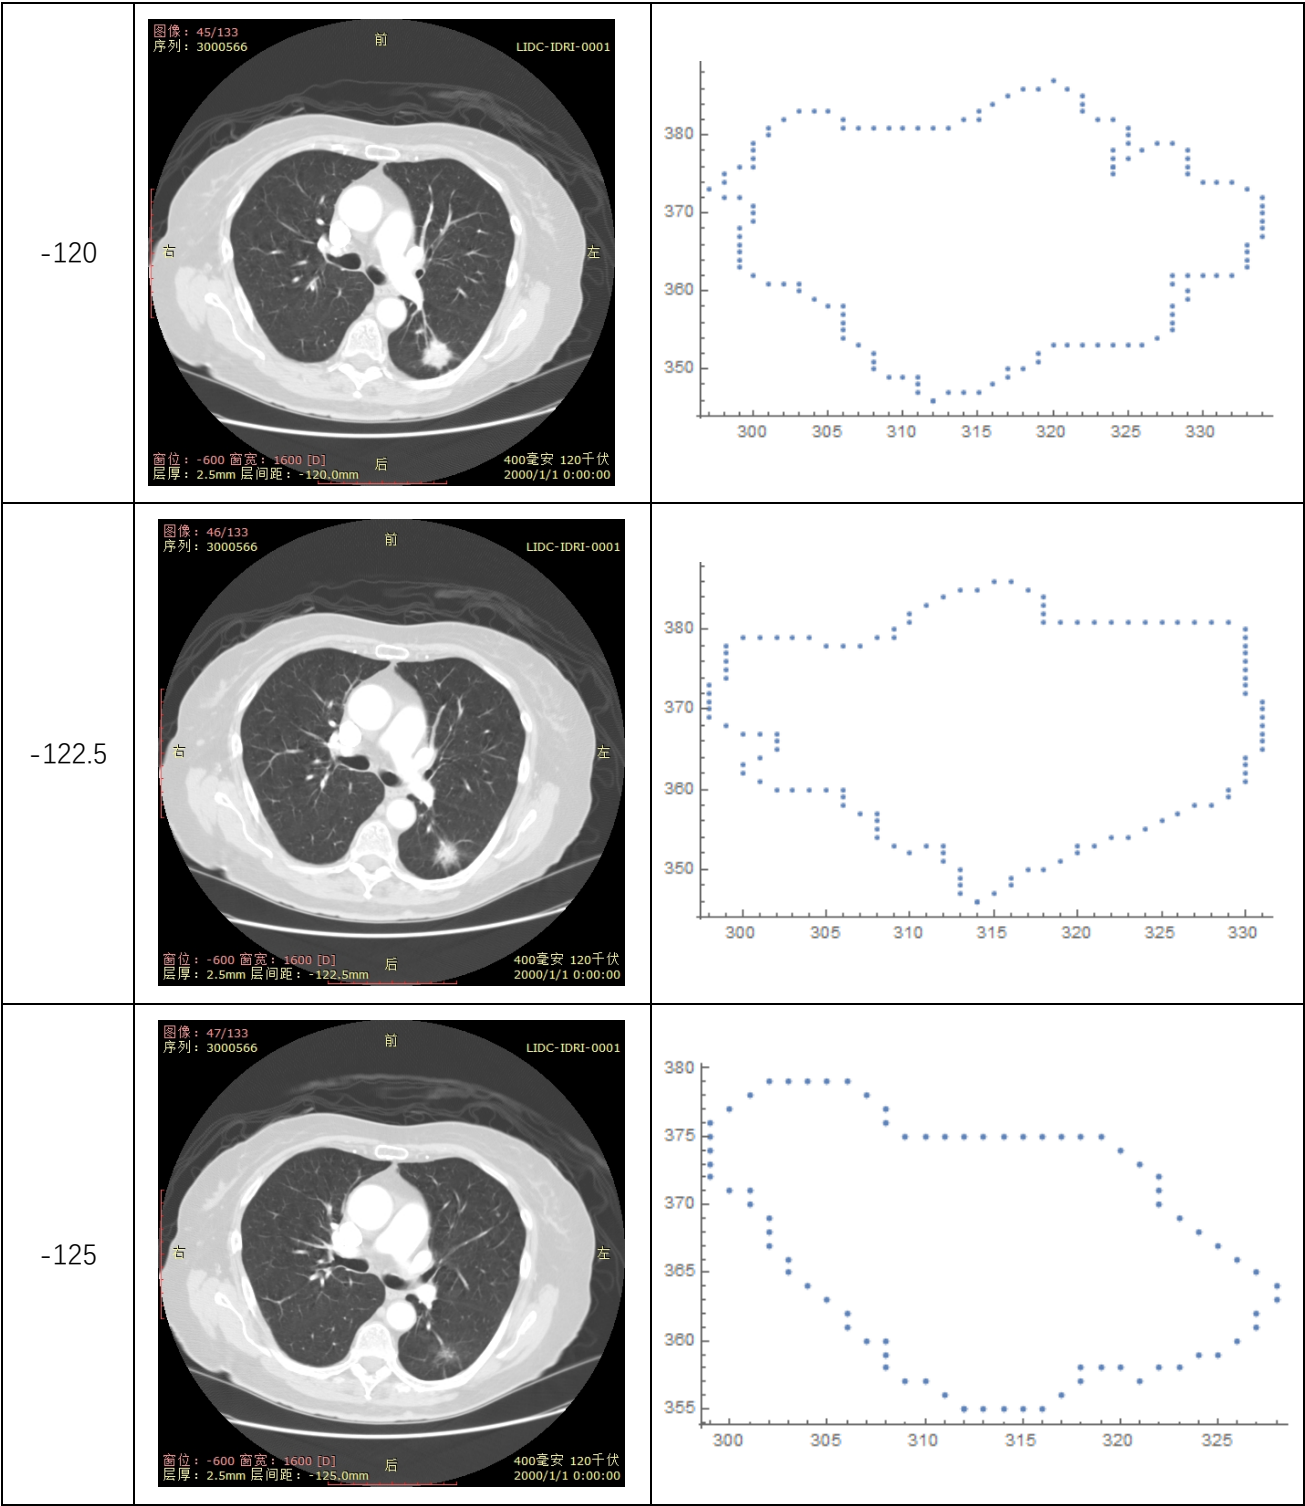 -120
图像: 45/133
序列: 3000566
前
LIDC-IDRI-0001
右
左
窗位: -600 窗宽: 1600 [D]
层厚: 2.5mm 层间距: -120.0mm
后
400毫安 120千伏
2000/1/1 0:00:00
380
370
360
350
300 305 310 315 320 325 330
-122.5
图像: 46/133
序列: 3000566
前
LIDC-IDRI-0001
右
左
窗位: -600 窗宽: 1600 [D]
层厚: 2.5mm 层间距: -122.5mm
后
400毫安 120千伏
2000/1/1 0:00:00
380
370
360
350
300 305 310 315 320 325 330
-125
图像: 47/133
序列: 3000566
前
LIDC-IDRI-0001
右
左
窗位: -600 窗宽: 1600 [D]
层厚: 2.5mm 层间距: -125.0mm
后
400毫安 120千伏
2000/1/1 0:00:00
380
375
370
365
360
355
300 305 310 315 320 325